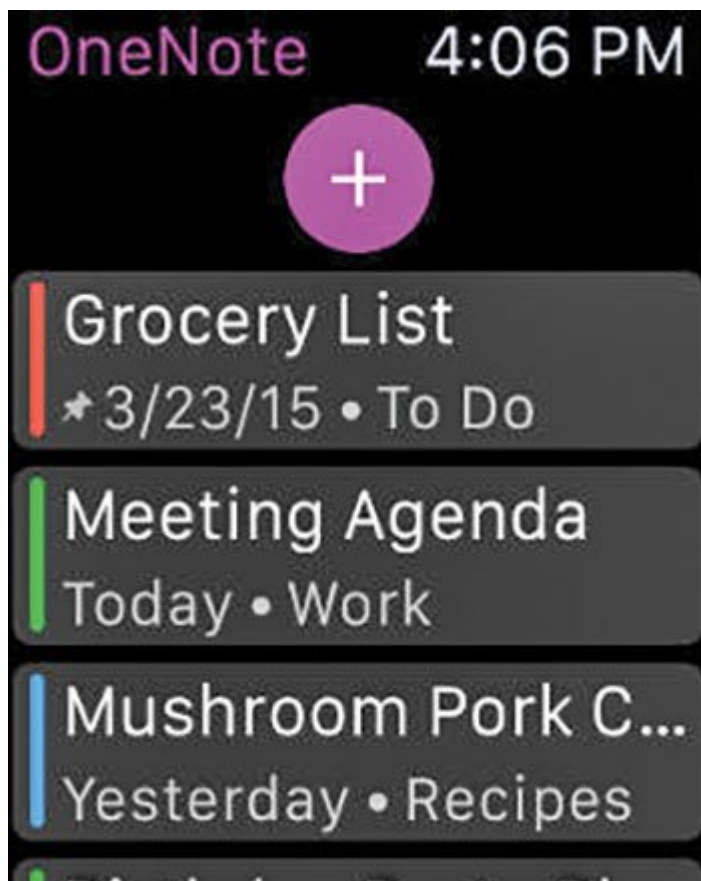 OneNote
4:06 PM
+
Grocery List
3/23/15 • To Do
Meeting Agenda
Today • Work
Mushroom Pork C...
Yesterday • Recipes